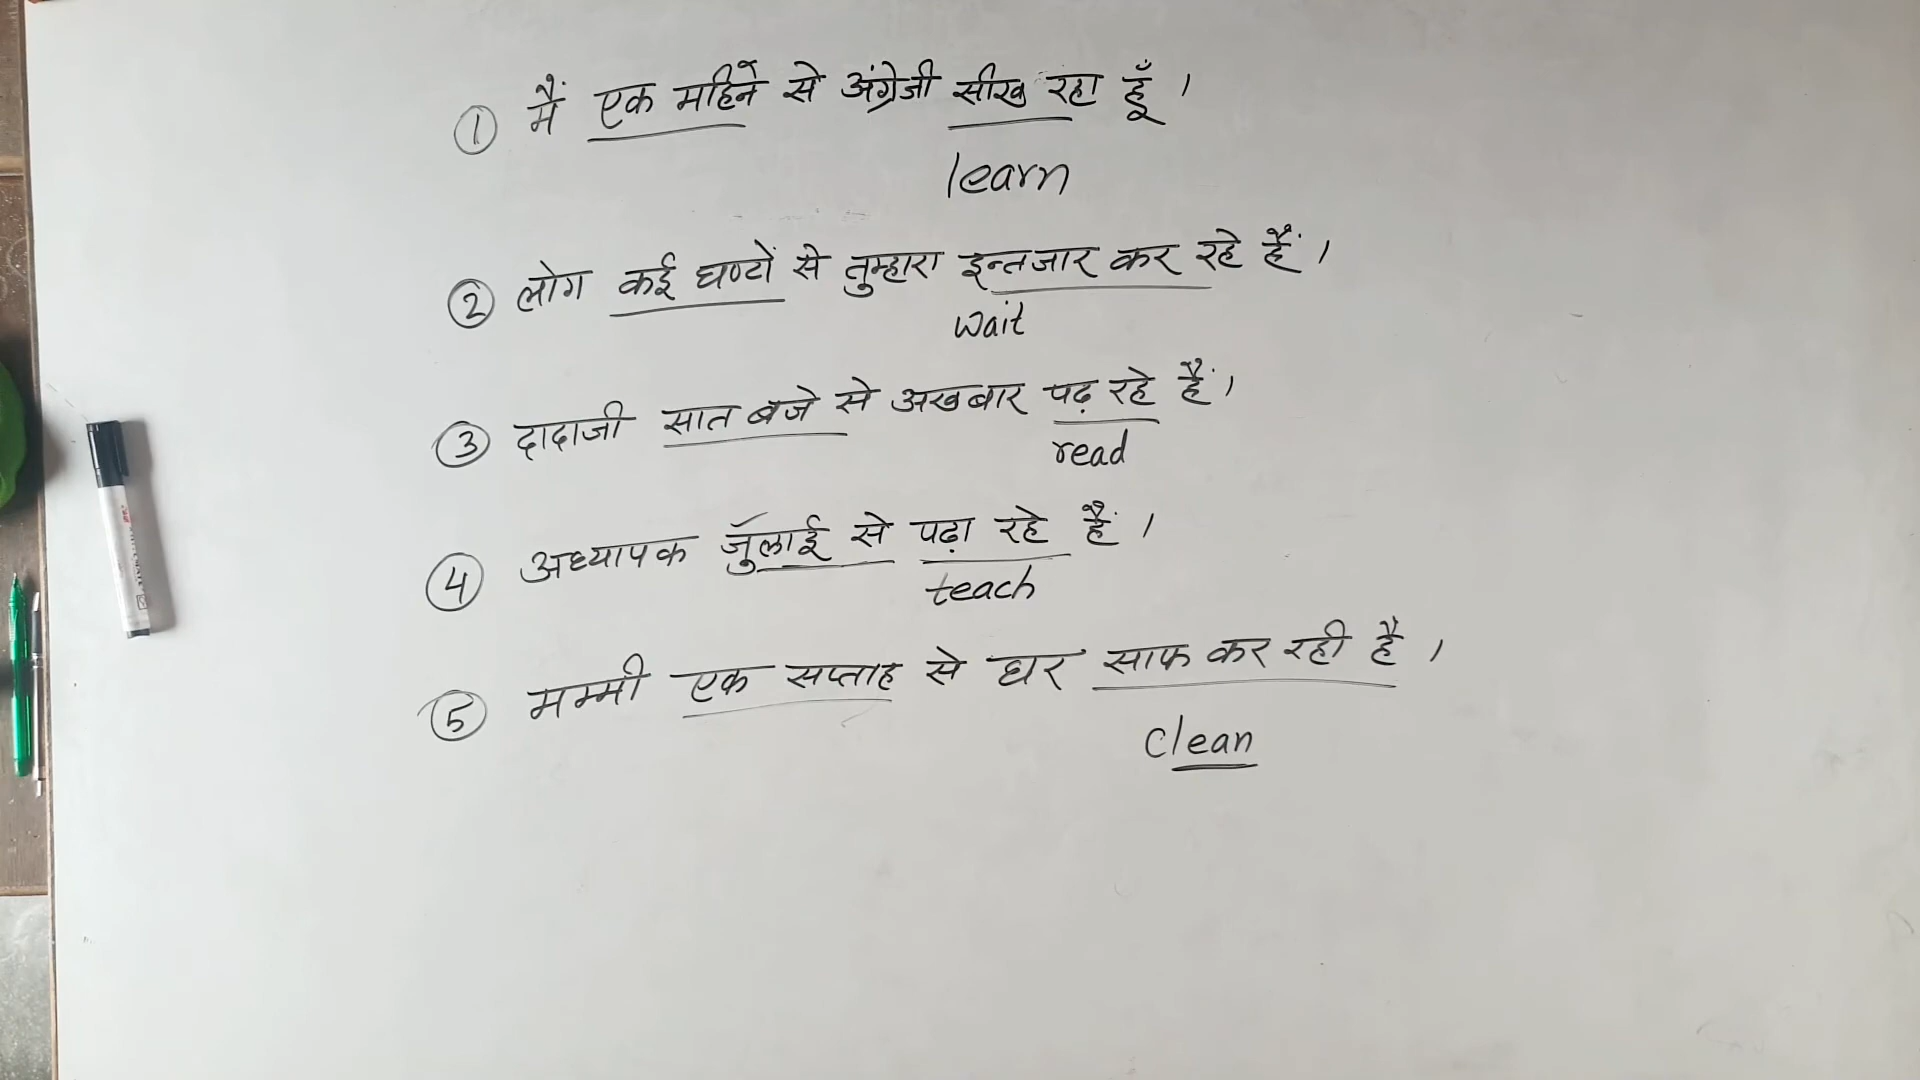 ① मैं एक महिने से अंग्रेजी सीख रहा हूँ ।
learn
② लोग कई घण्टों से तुम्हारा इन्तजार कर रहे हैं ।
wait
③ दादाजी सात बजे से अखबार पढ़ रहे हैं ।
read
④ अध्यापक जुलाई से पढ़ा रहे हैं ।
teach
⑤ मम्मी एक सप्ताह से घर साफ कर रही है ।
clean